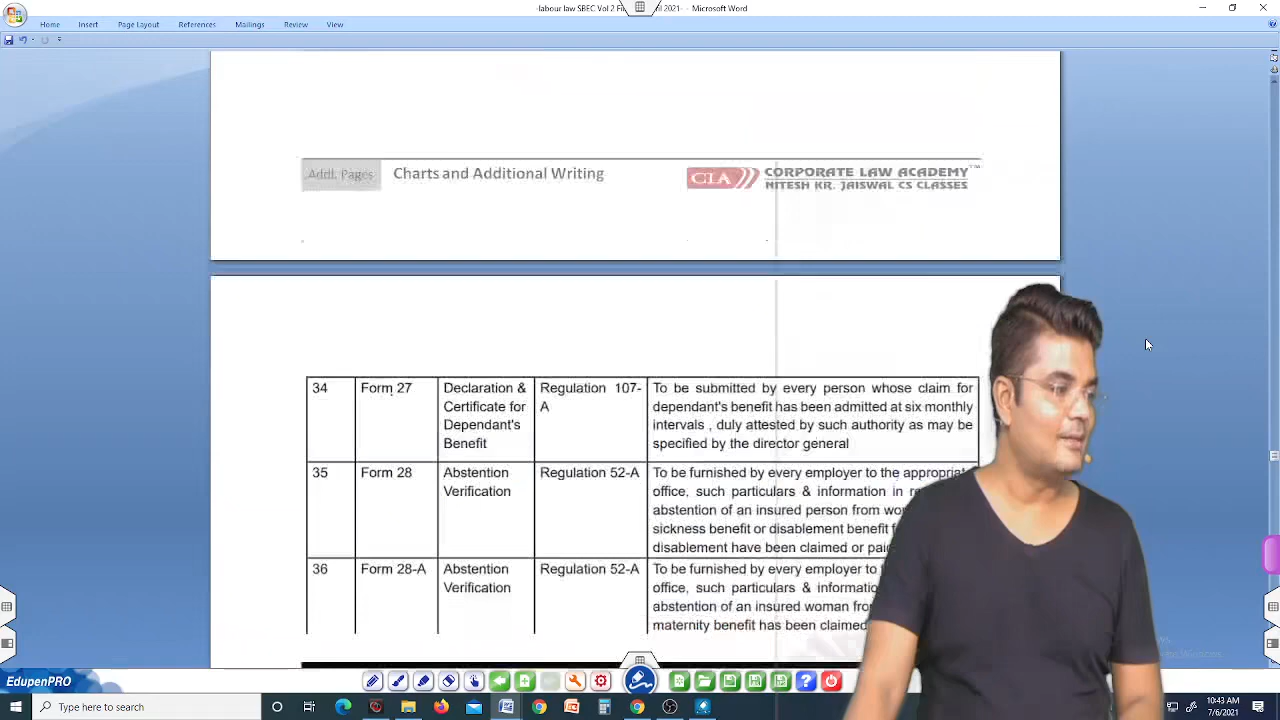 -labour law SBEC Vol 2 Fi
il 2021- - Microsoft Word
Home Insert Page Layout References Mailings Review View
Addl. Pages Charts and Additional Writing CIA CORPORATE LAW ACADEMY™
NITESH KR. JAISWAL CS CLASSES
34 Form 27 Declaration & Regulation 107- To be submitted by every person whose claim for
Certificate for A dependant's benefit has been admitted at six monthly
Dependant's intervals , duly attested by such authority as may be
Benefit specified by the director general
35 Form 28 Abstention Regulation 52-A To be furnished by every employer to the appropriat
Verification office, such particulars & information in re
abstention of an insured person from wor
sickness benefit or disablement benefit f
disablement have been claimed or paid
36 Form 28-A Abstention Regulation 52-A To be furnished by every employer to
Verification office, such particulars & information
abstention of an insured woman fro
maternity benefit has been claimed
EdupenPRO
Type here to search
10:43 AM
7/6/2021